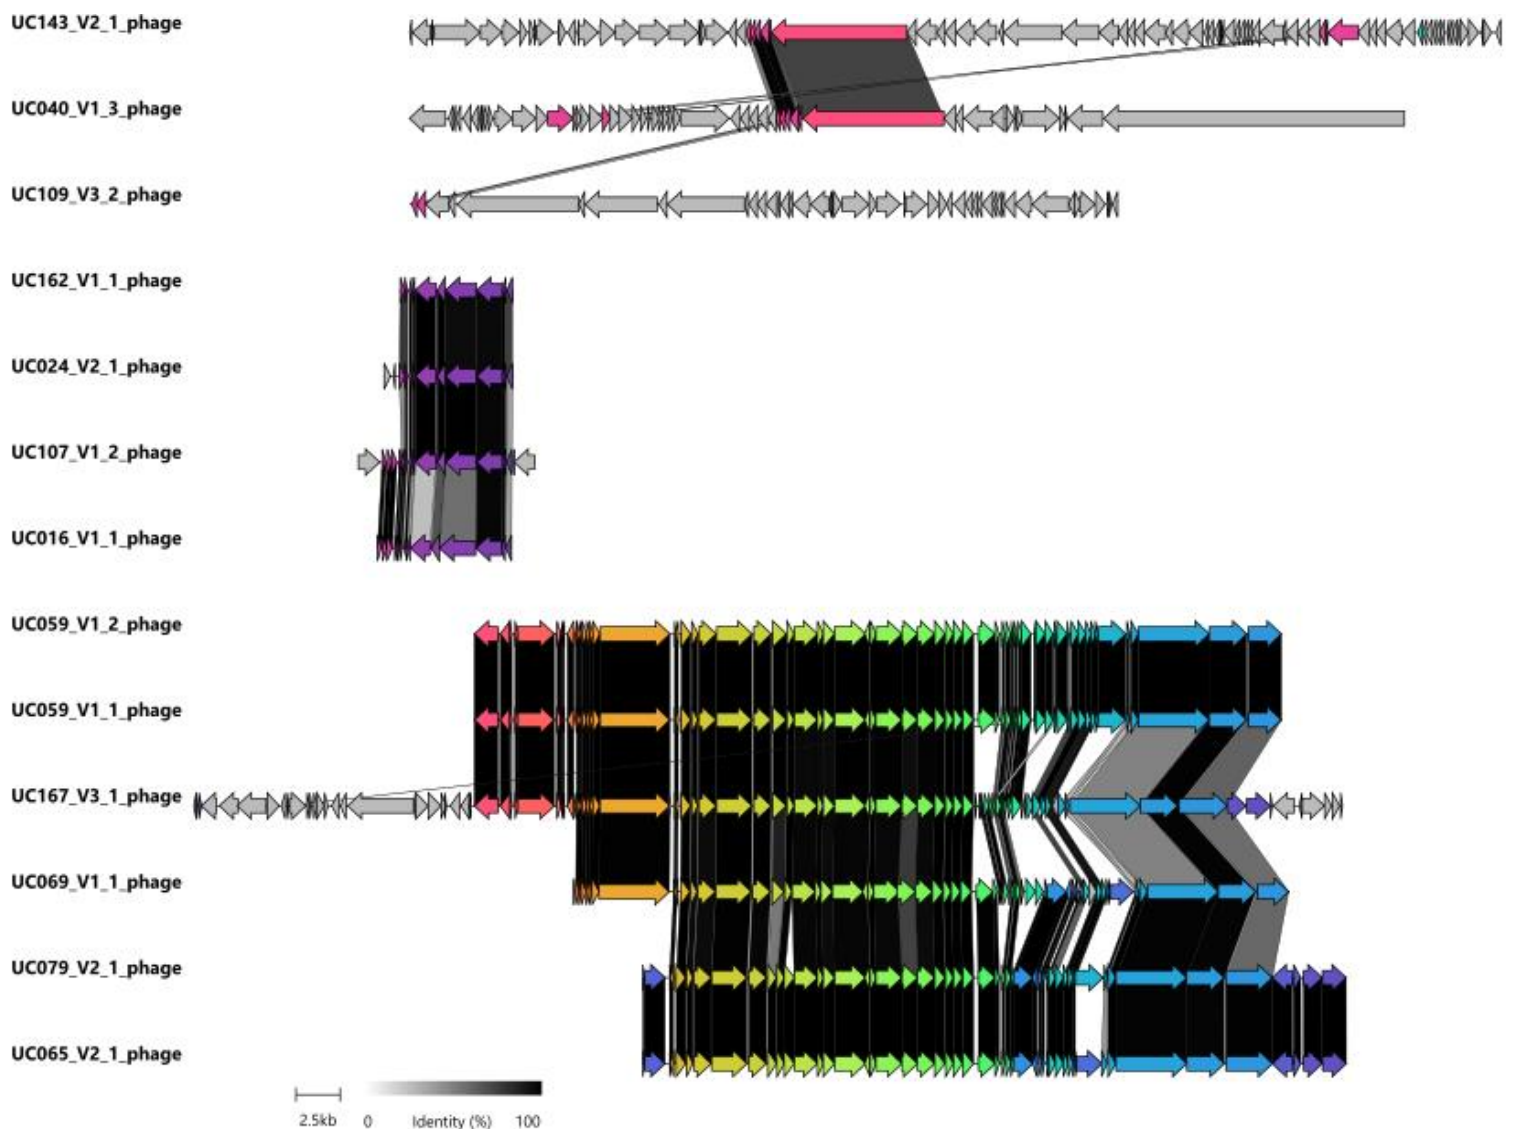 UC143_V2_1_phage
UC040_V1_3_phage
UC109_V3_2_phage
UC162_V1_1_phage
UC024_V2_1_phage
UC107_V1_2_phage
UC016_V1_1_phage
UC059_V1_2_phage
UC059_V1_1_phage
UC167_V3_1_phage
UC069_V1_1_phage
UC079_V2_1_phage
UC065_V2_1_phage
2.5kb 0 Identity (%) 100